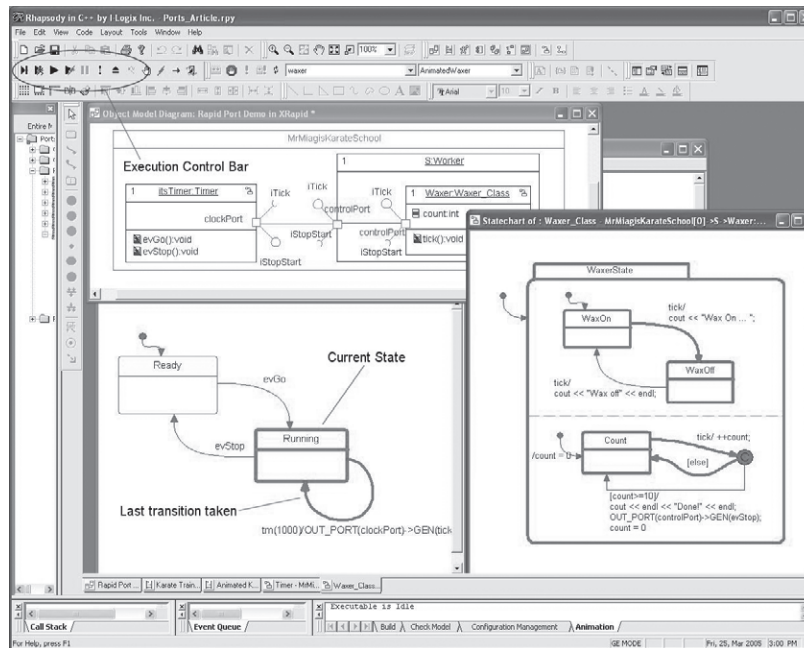 Rhapsody in C++ by I Logix Inc. Ports_Article.rpy
File Edit View Code Layout Tools Window Help
100%
waxer
AnimatedWaxer
Arial
10
Entire M
Ports
Object Model Diagram: Rapid Port Demo in XRapid *
MrMiagisKarateSchool
Execution Control Bar
1 itsTimer:Timer
clockPort
evGo():void
evStop():void
iTick
iStopStart
iTick
controlPort
iStopStart
1 S:Worker
iTick
controlPort
iStopStart
1 Waxer:Waxer_Class
count:int
tick():void
Statechart of : Waxer_Class - MrMiagisKarateSchool[0] ->S ->Waxer:...
WaxerState
WaxOn
tick/
cout << "Wax On ... ";
WaxOff
tick/
cout << "Wax off" << endl;
Count
/count = 0
tick/ ++count;
[else]
[count>=10]/
cout << endl << "Done!" << endl;
OUT_PORT(controlPort)->GEN(evStop);
count = 0
Ready
evGo
Current State
Running
evStop
Last transition taken
tm(1000)/OUT_PORT(clockPort)->GEN(tick
Rapid Port ... Karate Train... Animated K... Timer - MrMi... Waxer_Class...
Executable is Idle
Call Stack
Event Queue
Build Check Model Configuration Management Animation
For Help, press F1
GE MODE
Fri, 25, Mar 2005 3:00 PM